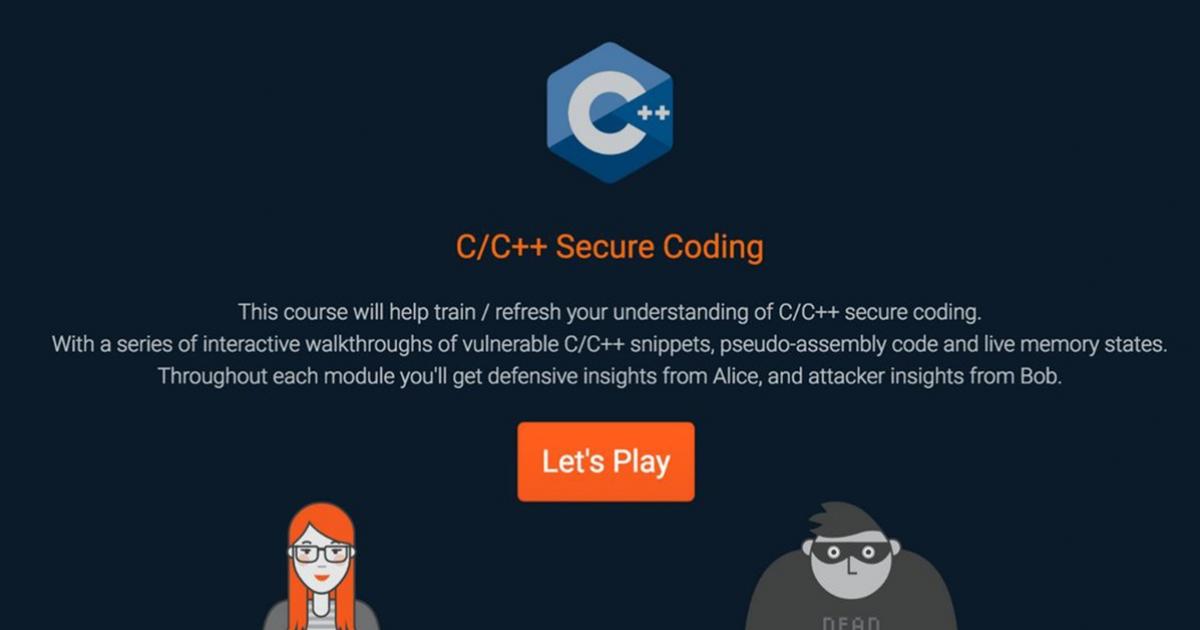 C++
C/C++ Secure Coding
This course will help train / refresh your understanding of C/C++ secure coding.
With a series of interactive walkthroughs of vulnerable C/C++ snippets, pseudo-assembly code and live memory states.
Throughout each module you'll get defensive insights from Alice, and attacker insights from Bob.
Let's Play
DEAD